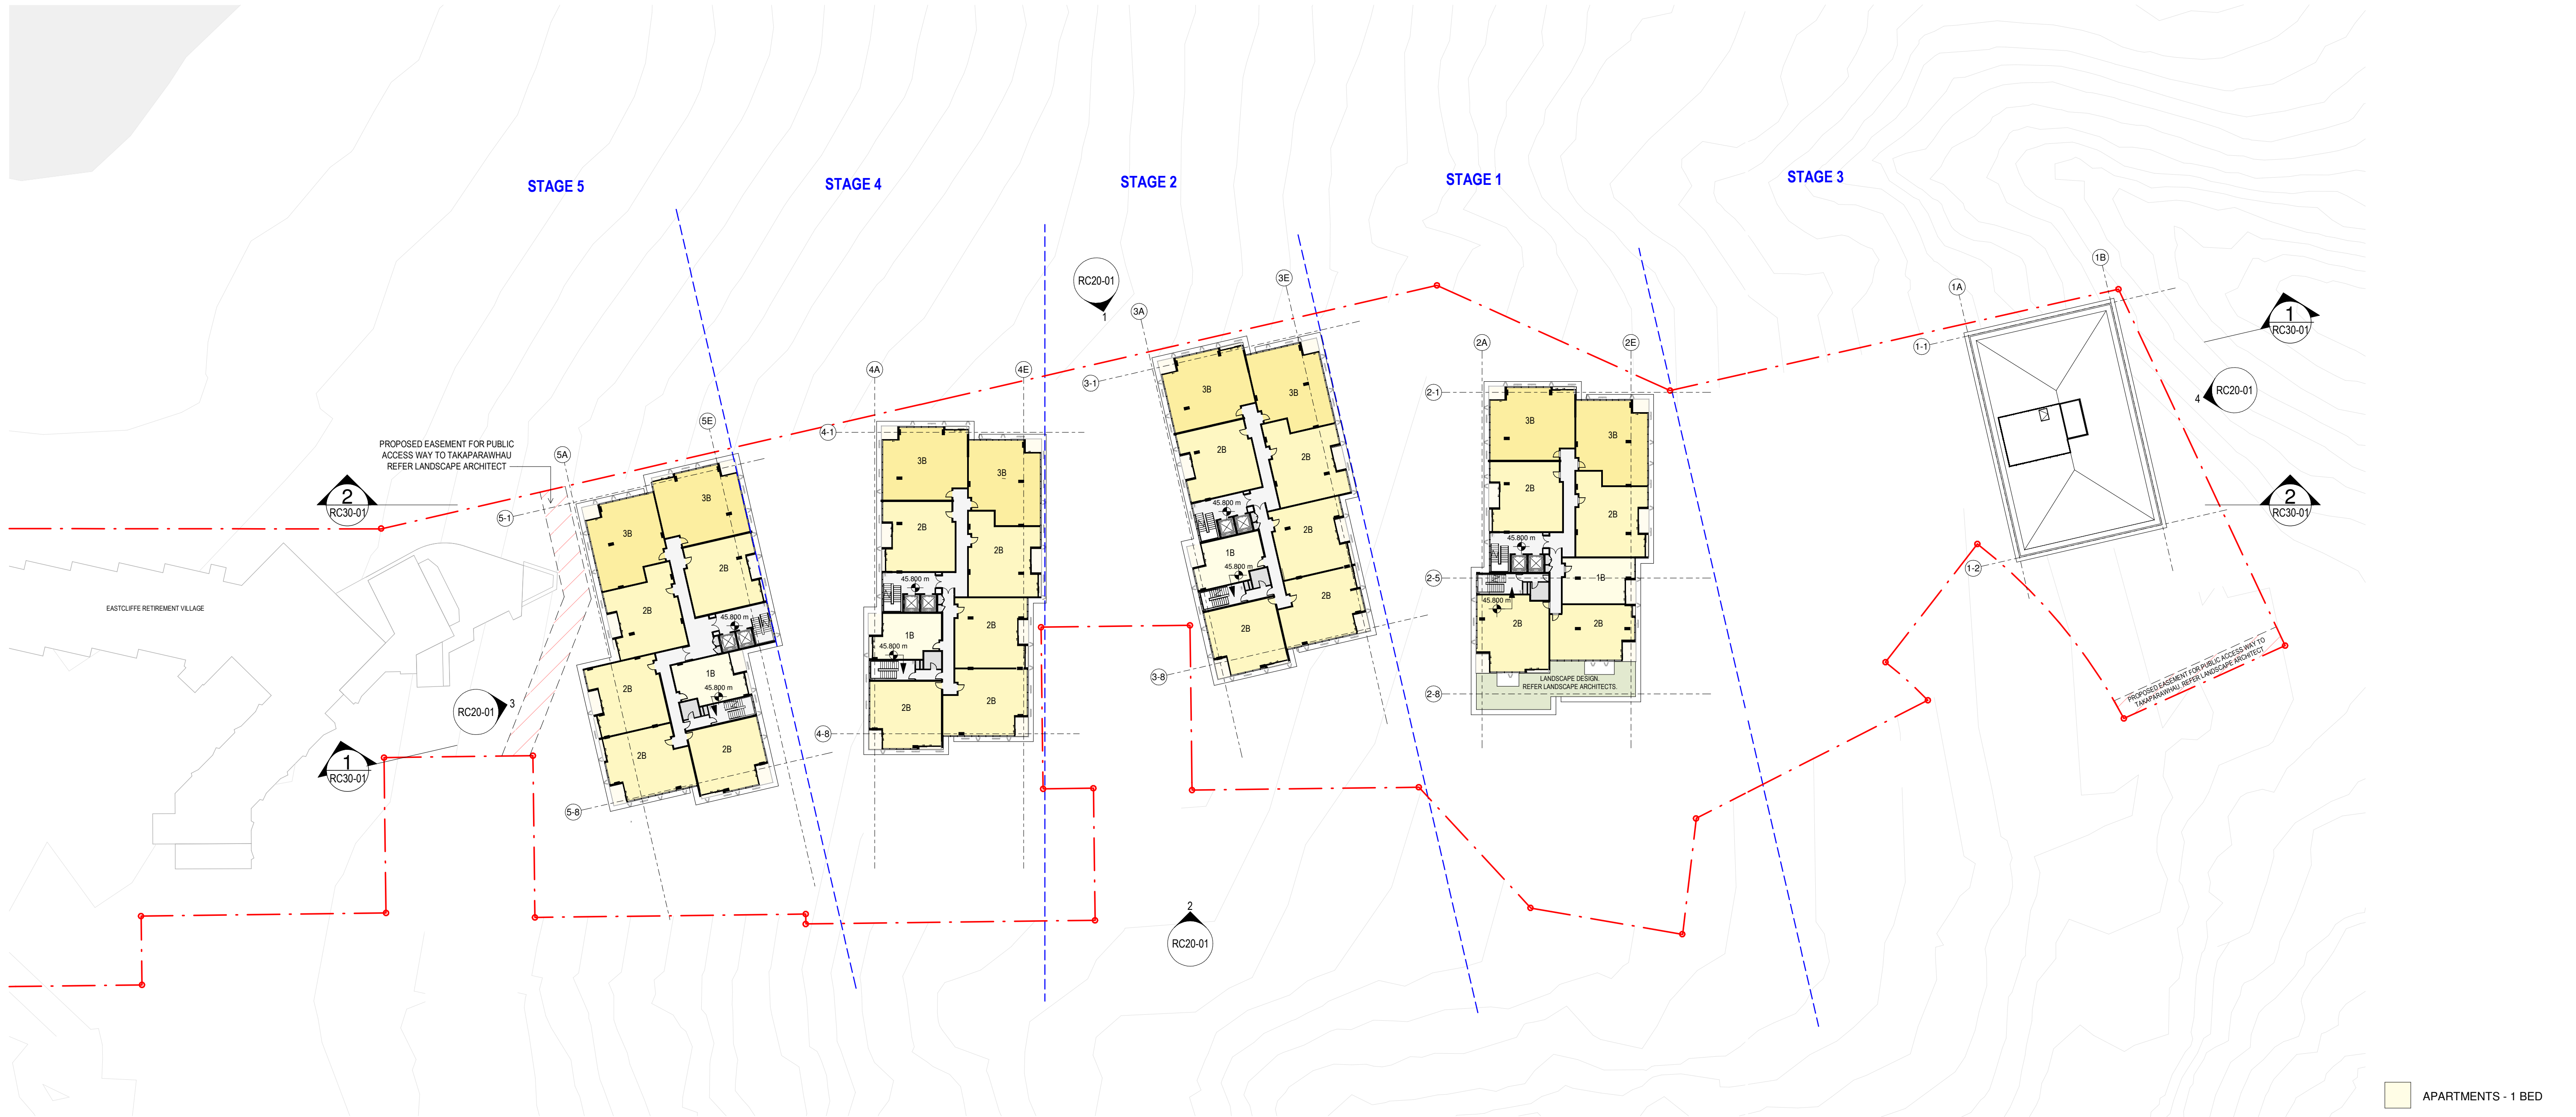 STAGE 5
STAGE 4
STAGE 2
STAGE 1
STAGE 3
RC20-01
1
3E
3A
3-1
1B
1A
1-1
1
RC30-01
2A
2E
2-1
4A
4E
4-1
RC20-01
4
5E
5A
5-1
PROPOSED EASEMENT FOR PUBLIC
ACCESS WAY TO TAKAPARAWHAU
REFER LANDSCAPE ARCHITECT
2
RC30-01
2
RC30-01
EASTCLIFFE RETIREMENT VILLAGE
3B
3B
2B
2B
45.800 m
1B
45.800 m
2B
2B
2B
5-8
3B
3B
2B
2B
45.800 m
1B
45.800 m
2B
2B
2B
4-8
3B
3B
2B
2B
45.800 m
1B
45.800 m
2B
2B
2B
3-8
3B
3B
2B
2B
45.800 m
2-5
1B
45.800 m
2B
2B
LANDSCAPE DESIGN.
REFER LANDSCAPE ARCHITECTS.
2-8
1-2
PROPOSED EASEMENT FOR PUBLIC ACCESS WAY TO
TAKAPARAWHAU. REFER LANDSCAPE ARCHITECT
RC20-01
3
1
RC30-01
2
RC20-01
APARTMENTS - 1 BED